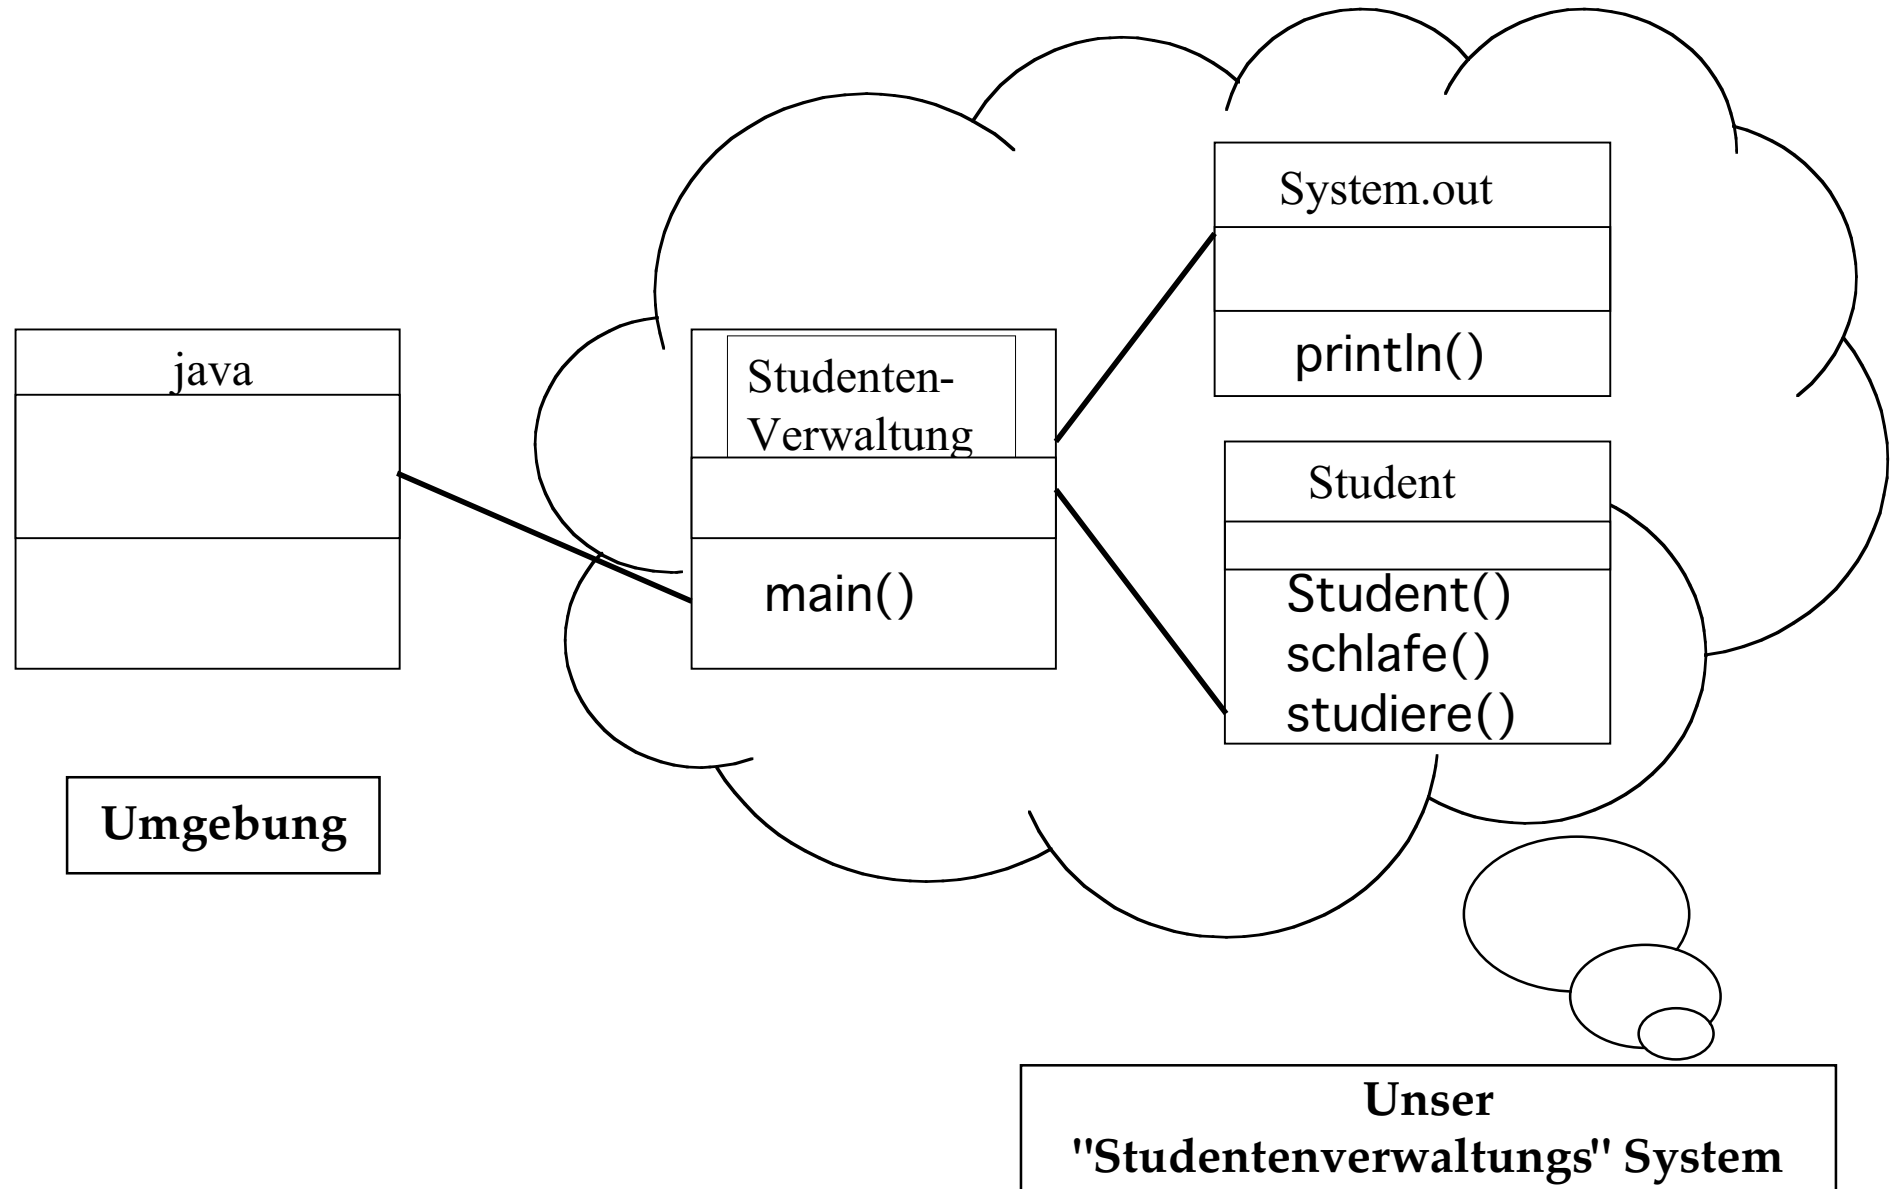 System.out
println()
java
Studenten-
Verwaltung
main()
Student
Student()
schlafe()
studiere()
Umgebung
Unser
"Studentenverwaltungs" System